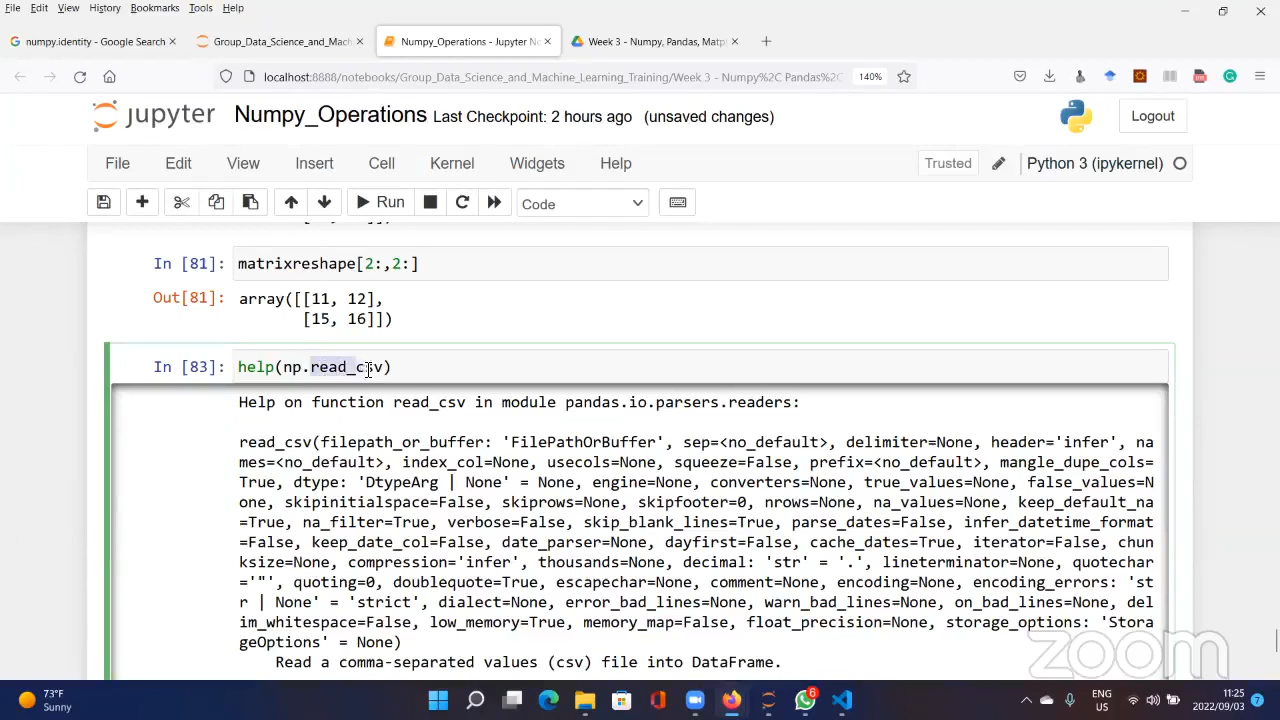 File Edit View History Bookmarks Tools Help
numpy.identity - Google Search Group_Data_Science_and_Mach Numpy_Operations - Jupyter No Week 3 - Numpy, Pandas, Matpl
localhost:8888/notebooks/Group_Data_Science_and_Machine_Learning_Training/Week 3 - Numpy%2C Pandas%2C 140%
jupyter Numpy_Operations Last Checkpoint: 2 hours ago (unsaved changes) Logout
File Edit View Insert Cell Kernel Widgets Help Trusted Python 3 (ipykernel)
Run Code
In [81]: matrixreshape[2:,2:]
Out[81]: array([[11, 12],
[15, 16]])
In [83]: help(np.read_csv)
Help on function read_csv in module pandas.io.parsers.readers:
read_csv(filepath_or_buffer: 'FilePathOrBuffer', sep=<no_default>, delimiter=None, header='infer', na
mes=<no_default>, index_col=None, usecols=None, squeeze=False, prefix=<no_default>, mangle_dupe_cols=
True, dtype: 'DtypeArg | None' = None, engine=None, converters=None, true_values=None, false_values=N
one, skipinitialspace=False, skiprows=None, skipfooter=0, nrows=None, na_values=None, keep_default_na
=True, na_filter=True, verbose=False, skip_blank_lines=True, parse_dates=False, infer_datetime_format
=False, keep_date_col=False, date_parser=None, dayfirst=False, cache_dates=True, iterator=False, chun
ksize=None, compression='infer', thousands=None, decimal: 'str' = '.', lineterminator=None, quotechar
='"', quoting=0, doublequote=True, escapechar=None, comment=None, encoding=None, encoding_errors: 'st
r | None' = 'strict', dialect=None, error_bad_lines=None, warn_bad_lines=None, on_bad_lines=None, del
im_whitespace=False, low_memory=True, memory_map=False, float_precision=None, storage_options: 'Stora
geOptions' = None)
Read a comma-separated values (csv) file into DataFrame.
zoom
73°F
Sunny
6
ENG
US
11:25
2022/09/03
7